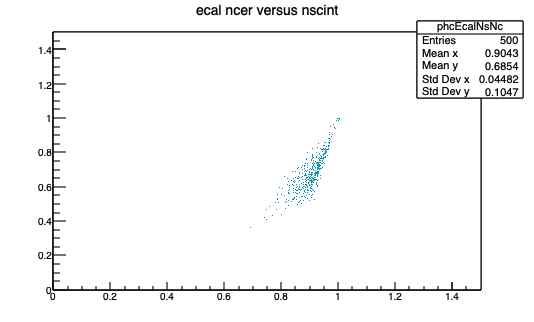 ecal ncer versus nscint
phcEcalNsNc
Entries 500
Mean x 0.9043
Mean y 0.6854
Std Dev x 0.04482
Std Dev y 0.1047
1.4
1.2
1
0.8
0.6
0.4
0.2
0
0 0.2 0.4 0.6 0.8 1 1.2 1.4